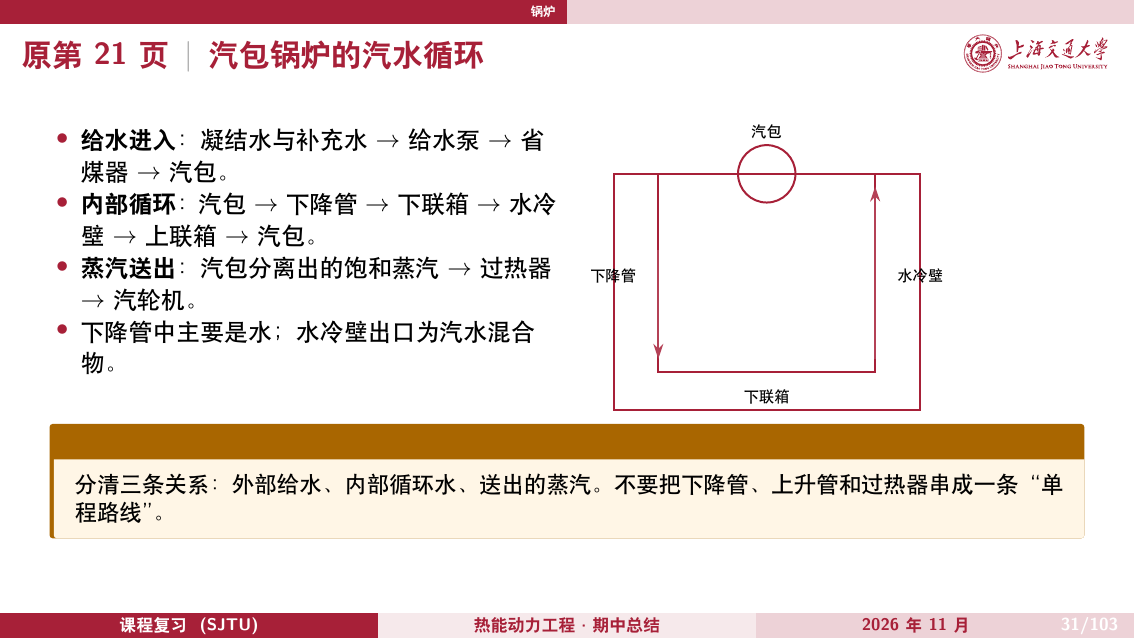 锅炉
原第 21 页 | 汽包锅炉的汽水循环
上海交通大学
SHANGHAI JIAO TONG UNIVERSITY
• 给水进入：凝结水与补充水 → 给水泵 → 省
煤器 → 汽包。
• 内部循环：汽包 → 下降管 → 下联箱 → 水冷
壁 → 上联箱 → 汽包。
• 蒸汽送出：汽包分离出的饱和蒸汽 → 过热器
→ 汽轮机。
• 下降管中主要是水；水冷壁出口为汽水混合
物。
汽包
下降管
水冷壁
下联箱
分清三条关系：外部给水、内部循环水、送出的蒸汽。不要把下降管、上升管和过热器串成一条 “单
程路线”。
课程复习 (SJTU)
热能动力工程 · 期中总结
2026 年 11 月
31/103